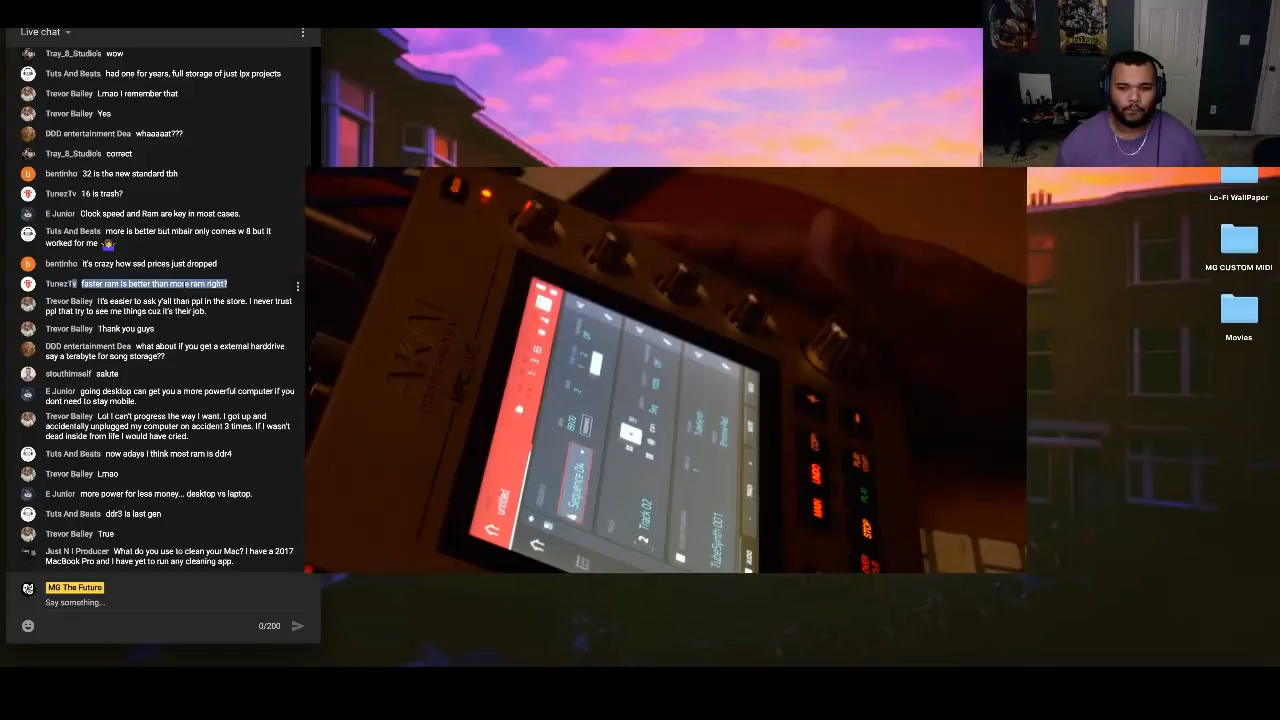 Live chat
Tray_8_Studio's wow
Tuts And Beats had one for years, full storage of just lpx projects
Trevor Bailey Lmao I remember that
Trevor Bailey Yes
DDD entertainment Dea whaaaaat???
Tray_8_Studio's correct
bentinho 32 is the new standard tbh
TunezTv 16 is trash?
E Junior Clock speed and Ram are key in most cases.
Tuts And Beats more is better but mbair only comes w 8 but it
worked for me
bentinho it's crazy how ssd prices just dropped
TunezTv faster ram is better than more ram right?
Trevor Bailey It's easier to ask y'all than ppl in the store. I never trust
ppl that try to see me things cuz it's their job.
Trevor Bailey Thank you guys
DDD entertainment Dea what about if you get a external harddrive
say a terabyte for song storage??
stouthimself salute
E Junior going desktop can get you a more powerful computer if you
dont need to stay mobile.
Trevor Bailey Lol I can't progress the way I want. I got up and
accidentally unplugged my computer on accident 3 times. If I wasn't
dead inside from life I would have cried.
Tuts And Beats now adays I think most ram is ddr4
Trevor Bailey Lmao
E Junior more power for less money... desktop vs laptop.
Tuts And Beats ddr3 is last gen
Trevor Bailey True
Just N I Producer What do you use to clean your Mac? I have a 2017
MacBook Pro and I have yet to run any cleaning app.
MG The Future
Say something...
0/200
AKAI
MPC LIVE
untitled
Sequence 04
Track 02
TubeSynth 001
TubeSynth
MAIN
UNDO
COPY
STOP
PLAY
Lo-Fi WallPaper
MG CUSTOM MIDI
Movies